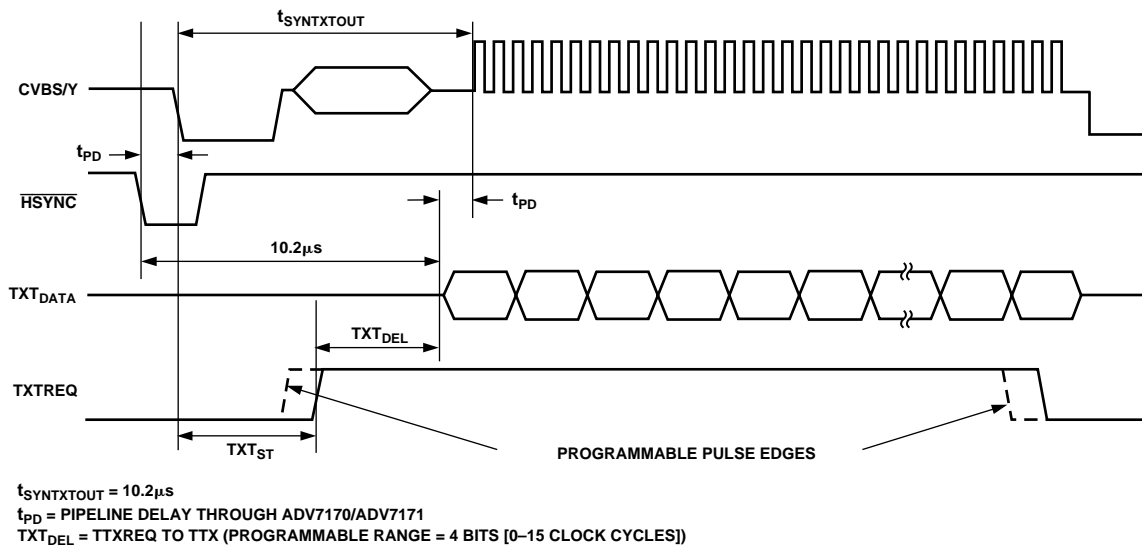 tSYNTXTOUT
CVBS/Y
tPD
HSYNC
tPD
10.2μs
TXTDATA
TXTDEL
TXTREQ
TXTST
PROGRAMMABLE PULSE EDGES
tSYNTXTOUT = 10.2μs
tPD = PIPELINE DELAY THROUGH ADV7170/ADV7171
TXTDEL = TTXREQ TO TTX (PROGRAMMABLE RANGE = 4 BITS [0–15 CLOCK CYCLES])